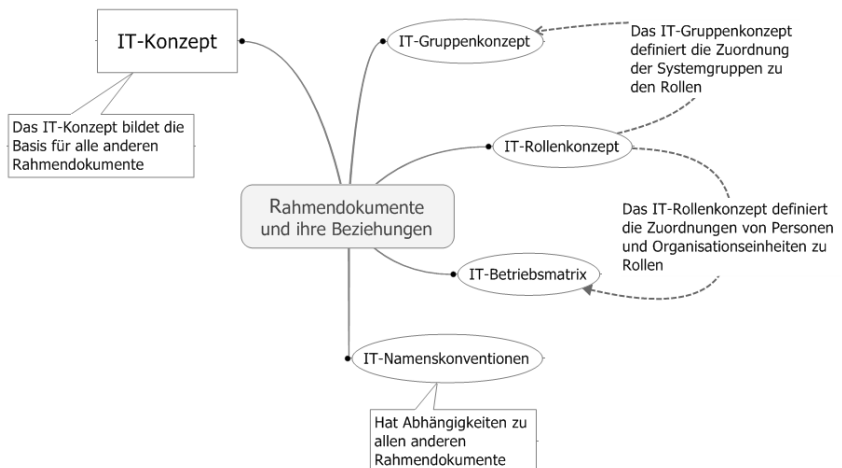 IT-Konzept
Das IT-Konzept bildet die
Basis für alle anderen
Rahmendokumente
IT-Gruppenkonzept
Das IT-Gruppenkonzept
definiert die Zuordnung
der Systemgruppen zu
den Rollen
IT-Rollenkonzept
Rahmendokumente
und ihre Beziehungen
Das IT-Rollenkonzept definiert
die Zuordnungen von Personen
und Organisationseinheiten zu
Rollen
IT-Betriebsmatrix
IT-Namenskonventionen
Hat Abhängigkeiten zu
allen anderen
Rahmendokumente